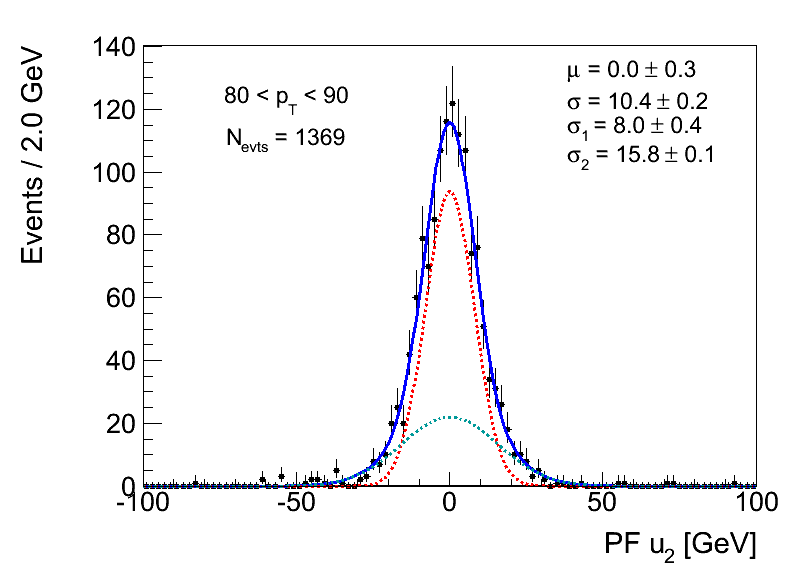 Events / 2.0 GeV
140
120
100
80
60
40
20
0
80 < p_T < 90
N_evts = 1369
μ = 0.0 ± 0.3
σ = 10.4 ± 0.2
σ_1 = 8.0 ± 0.4
σ_2 = 15.8 ± 0.1
-100 -50 0 50 100
PF u_2 [GeV]